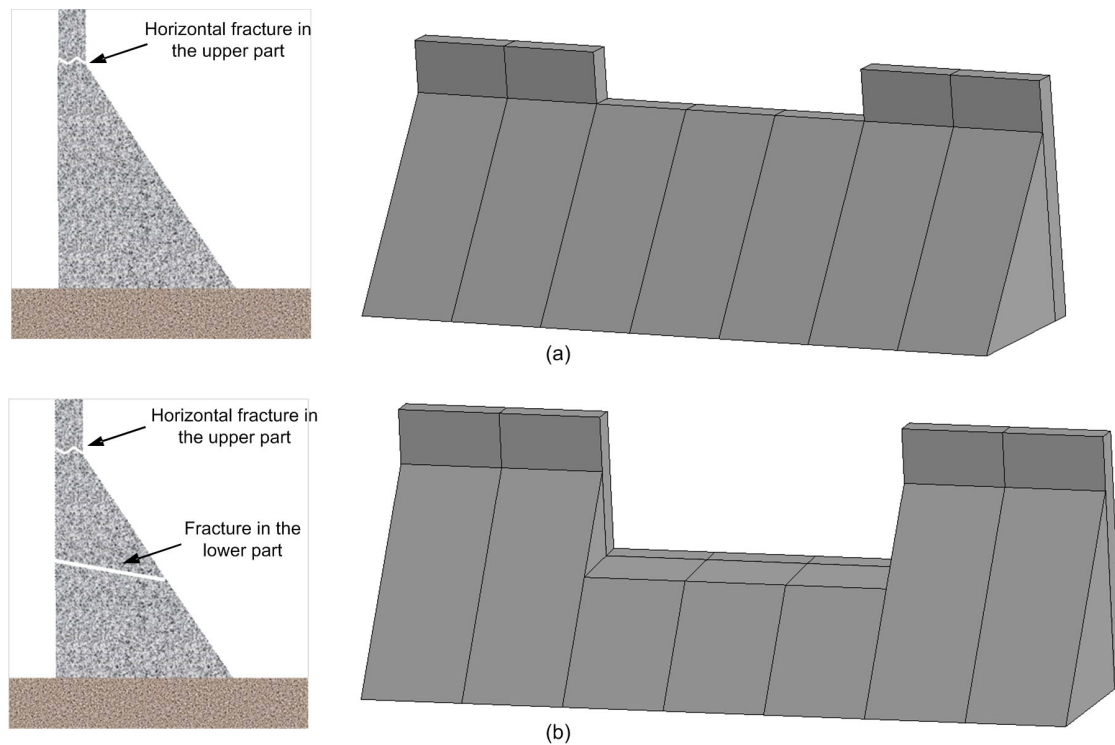 Horizontal fracture in
the upper part
(a)
Horizontal fracture in
the upper part
Fracture in the
lower part
(b)